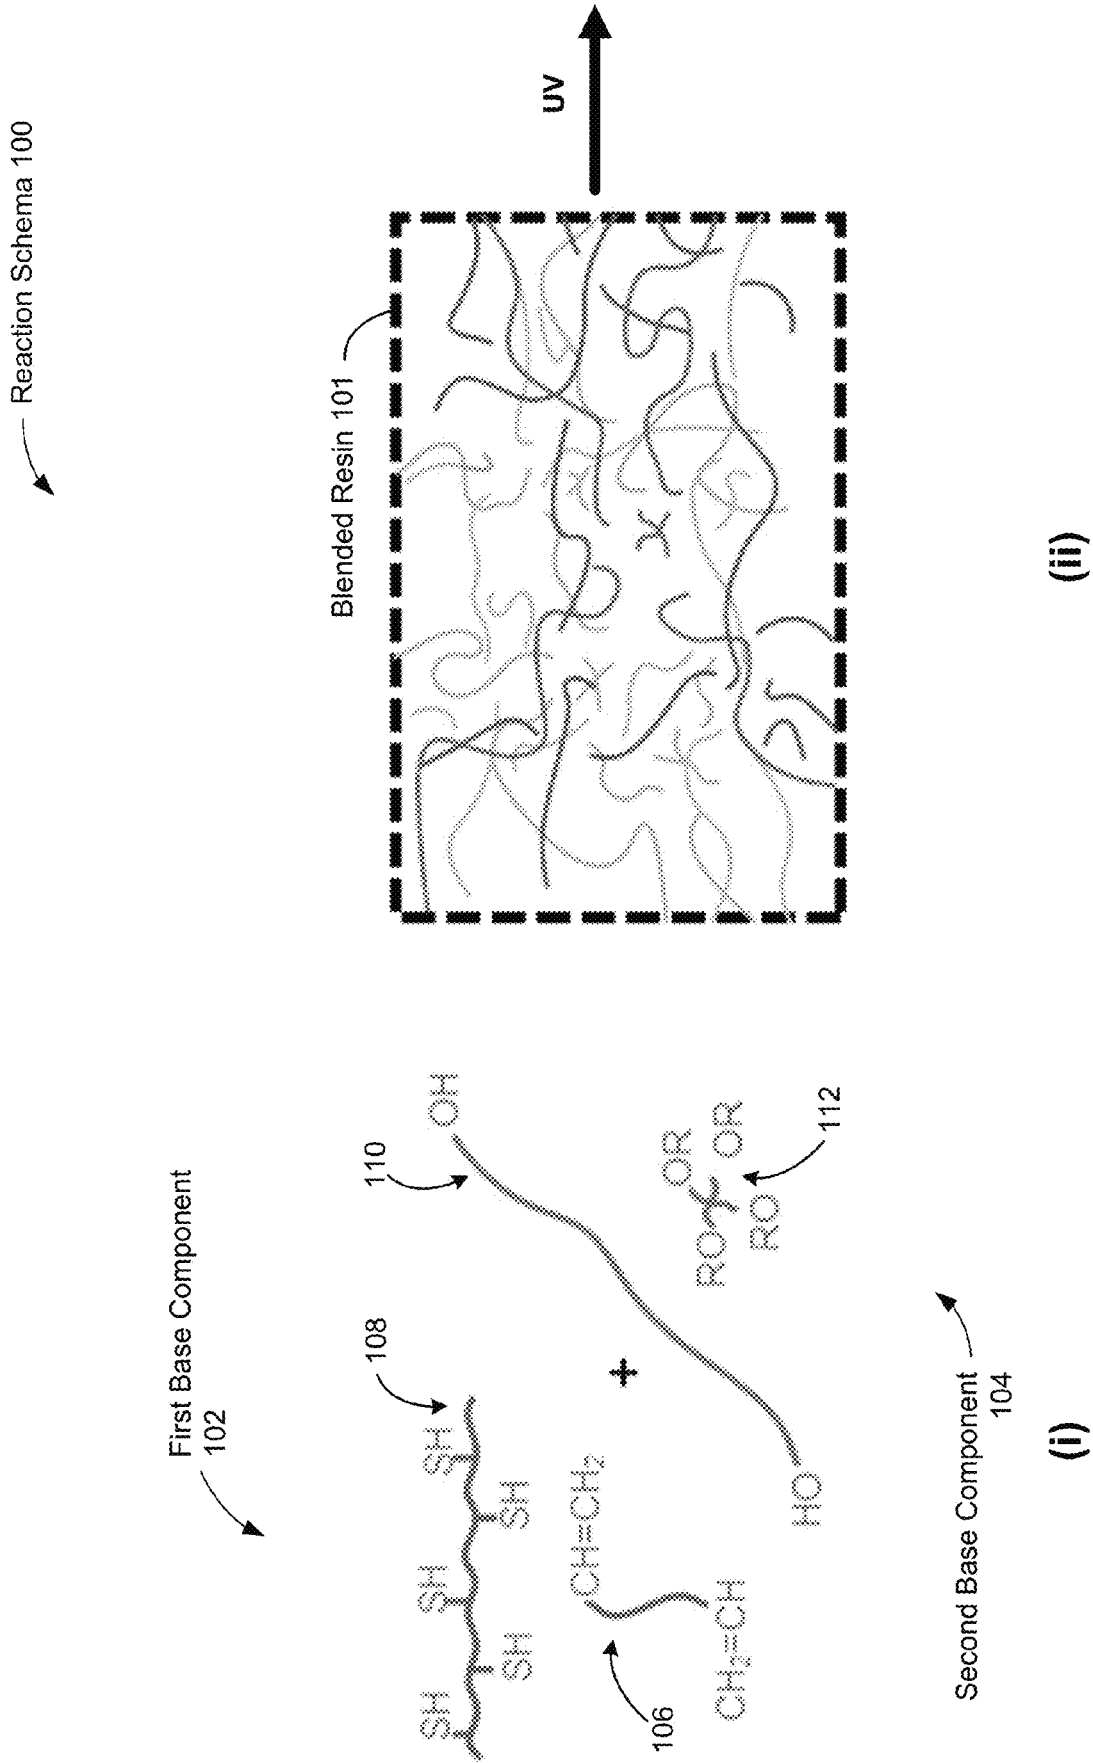 Reaction Schema 100
First Base Component
102
108
SH
SH
SH
SH
SH
106
CH=CH₂
CH₂=CH
+
110
OH
HO
RO
OR
OR
RO
112
Second Base Component
104
(i)
Blended Resin 101
UV
(ii)